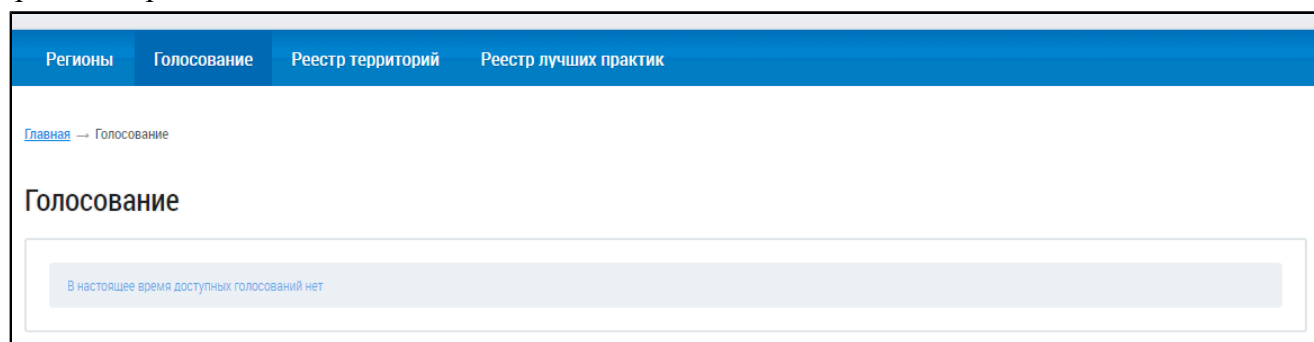 Регионы Голосование Реестр территорий Реестр лучших практик
Главная → Голосование
Голосование
В настоящее время доступных голосований нет